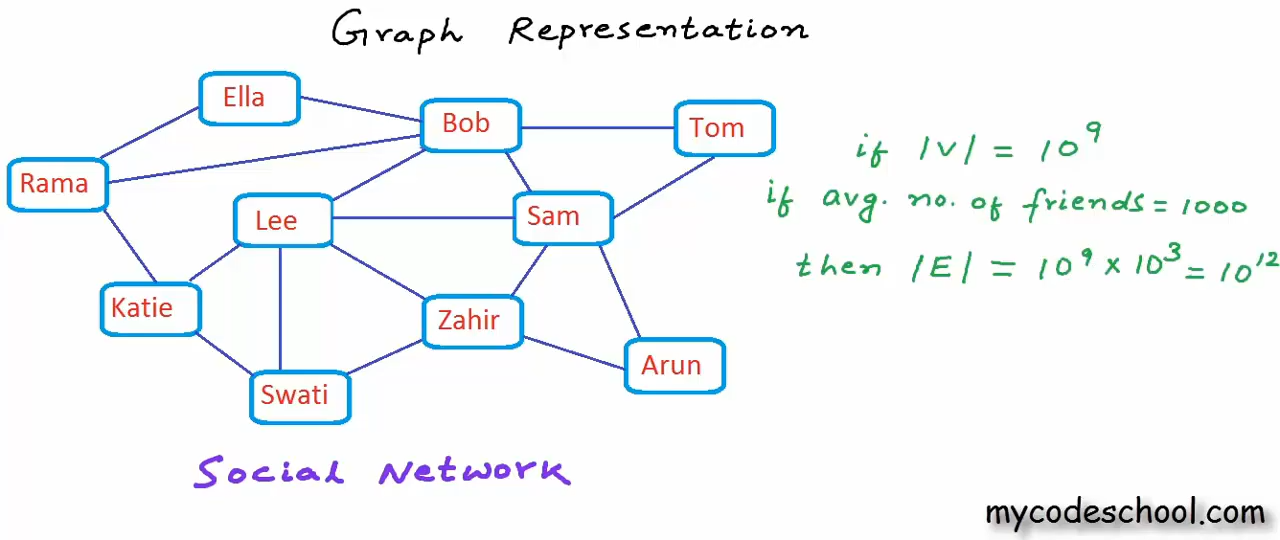 Graph Representation
Ella
Bob
Tom
Rama
Lee
Sam
Katie
Zahir
Arun
Swati
if |V| = 10⁹
if avg. no. of friends = 1000
then |E| = 10⁹ × 10³ = 10¹²
Social Network
mycodeschool.com